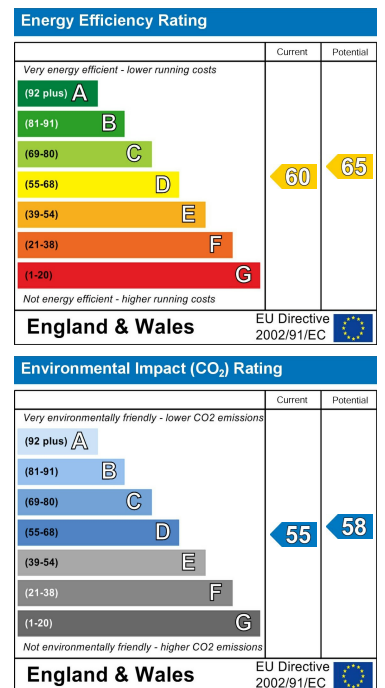 Energy Efficiency Rating
Current Potential
Very energy efficient - lower running costs
(92 plus) A
(81-91) B
(69-80) C
(55-68) D
(39-54) E
(21-38) F
(1-20) G
60 65
Not energy efficient - higher running costs
England & Wales
EU Directive
2002/91/EC
Environmental Impact (CO₂) Rating
Current Potential
Very environmentally friendly - lower CO2 emissions
(92 plus) A
(81-91) B
(69-80) C
(55-68) D
(39-54) E
(21-38) F
(1-20) G
55 58
Not environmentally friendly - higher CO2 emissions
England & Wales
EU Directive
2002/91/EC